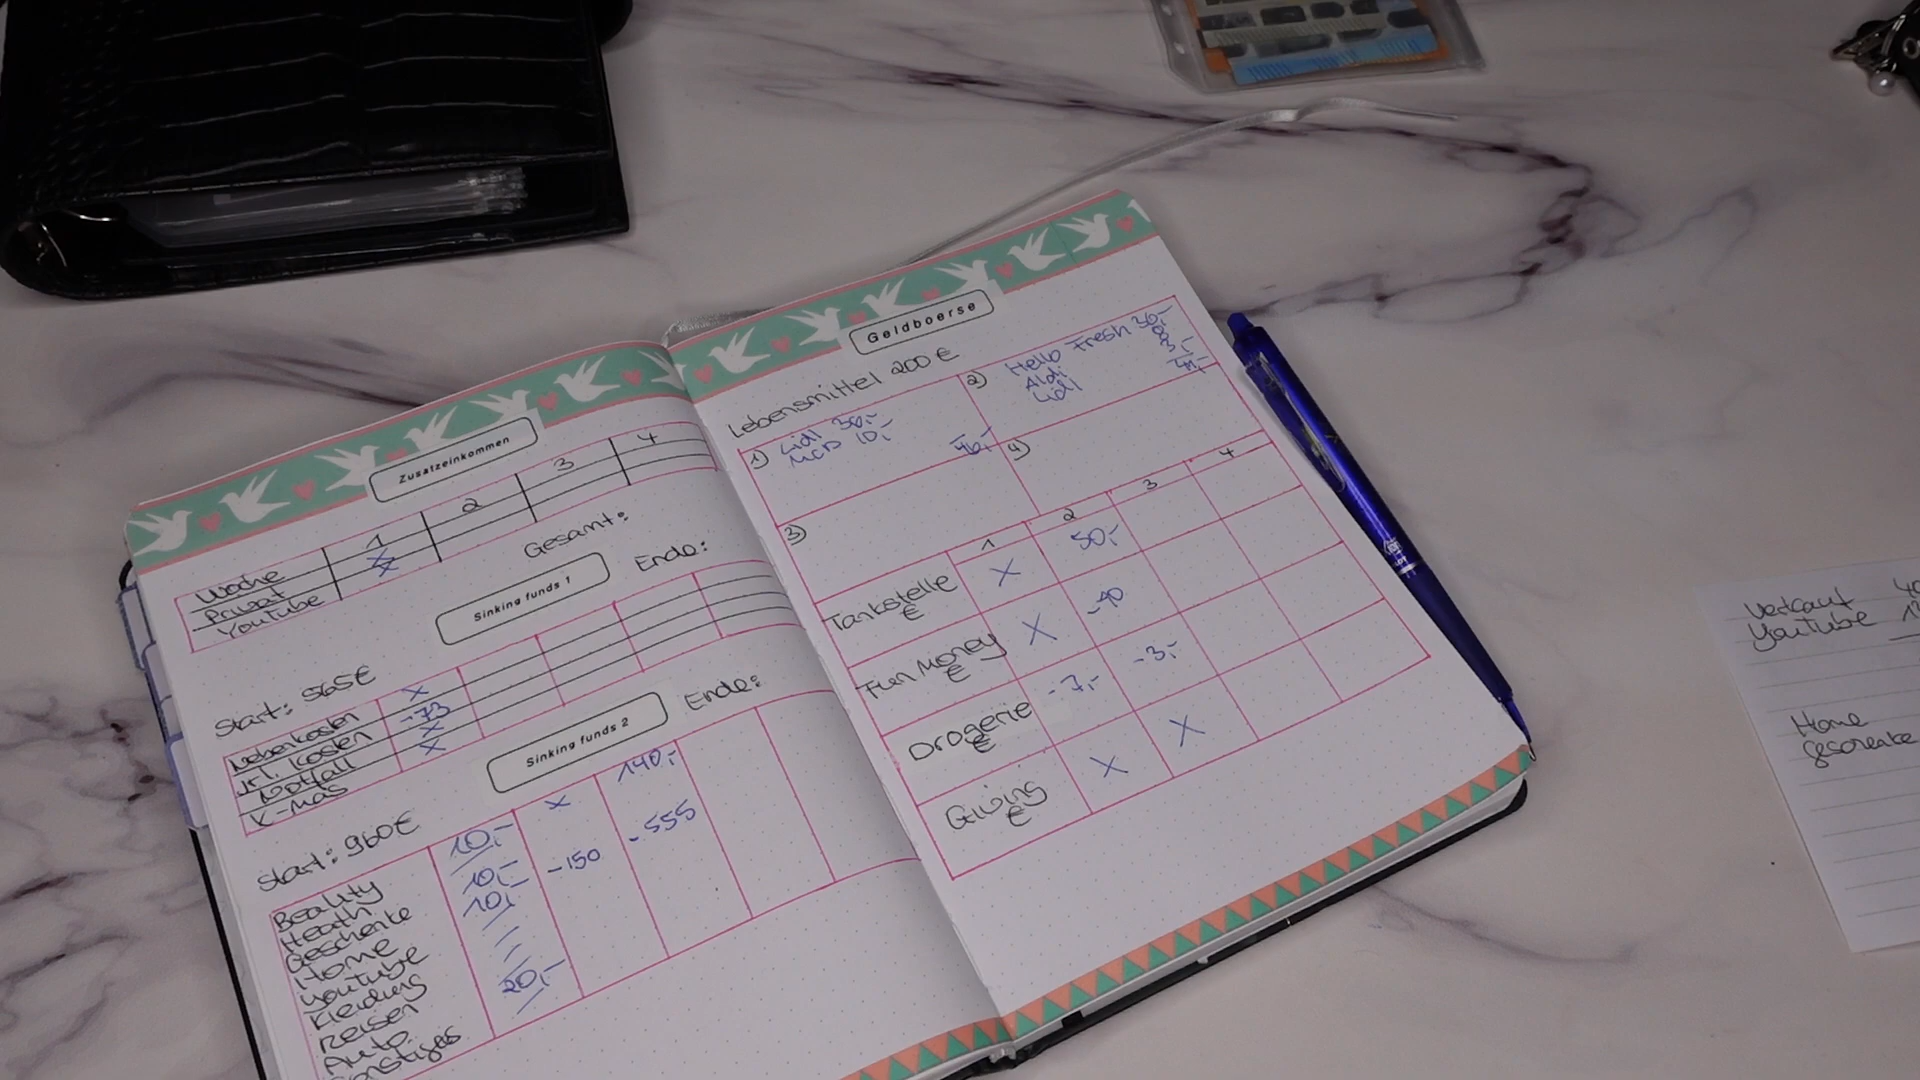 Zusatzeinkommen
1 2 3 4
Woche
Privat
YouTube
Gesamt:
Sinking funds 1
Start: 565€ Ende:
Nebenkosten X
Jrl. Kosten -73
Notfall X
X-mas X
Sinking funds 2
Start: 960€ Ende:
Beauty 10,- X 140,-
Health 10,- -150 -555
Geschenke 10,-
Home
Youtube
Kleidung 20,-
Reisen
Auto
Sonstiges
Geldboerse
Lebensmittel 200€
1) Lidl 36,-
McD 10,-
46,-
2) Hello Fresh 30,-
Aldi
Lidl
3)
4)
1 2 3 4
Tankstelle € X 50,-
Fun Money € X -40
Drogerie € -7,- -3,-
Giving € X X
Verkauf
Youtube
Home
Geschenke